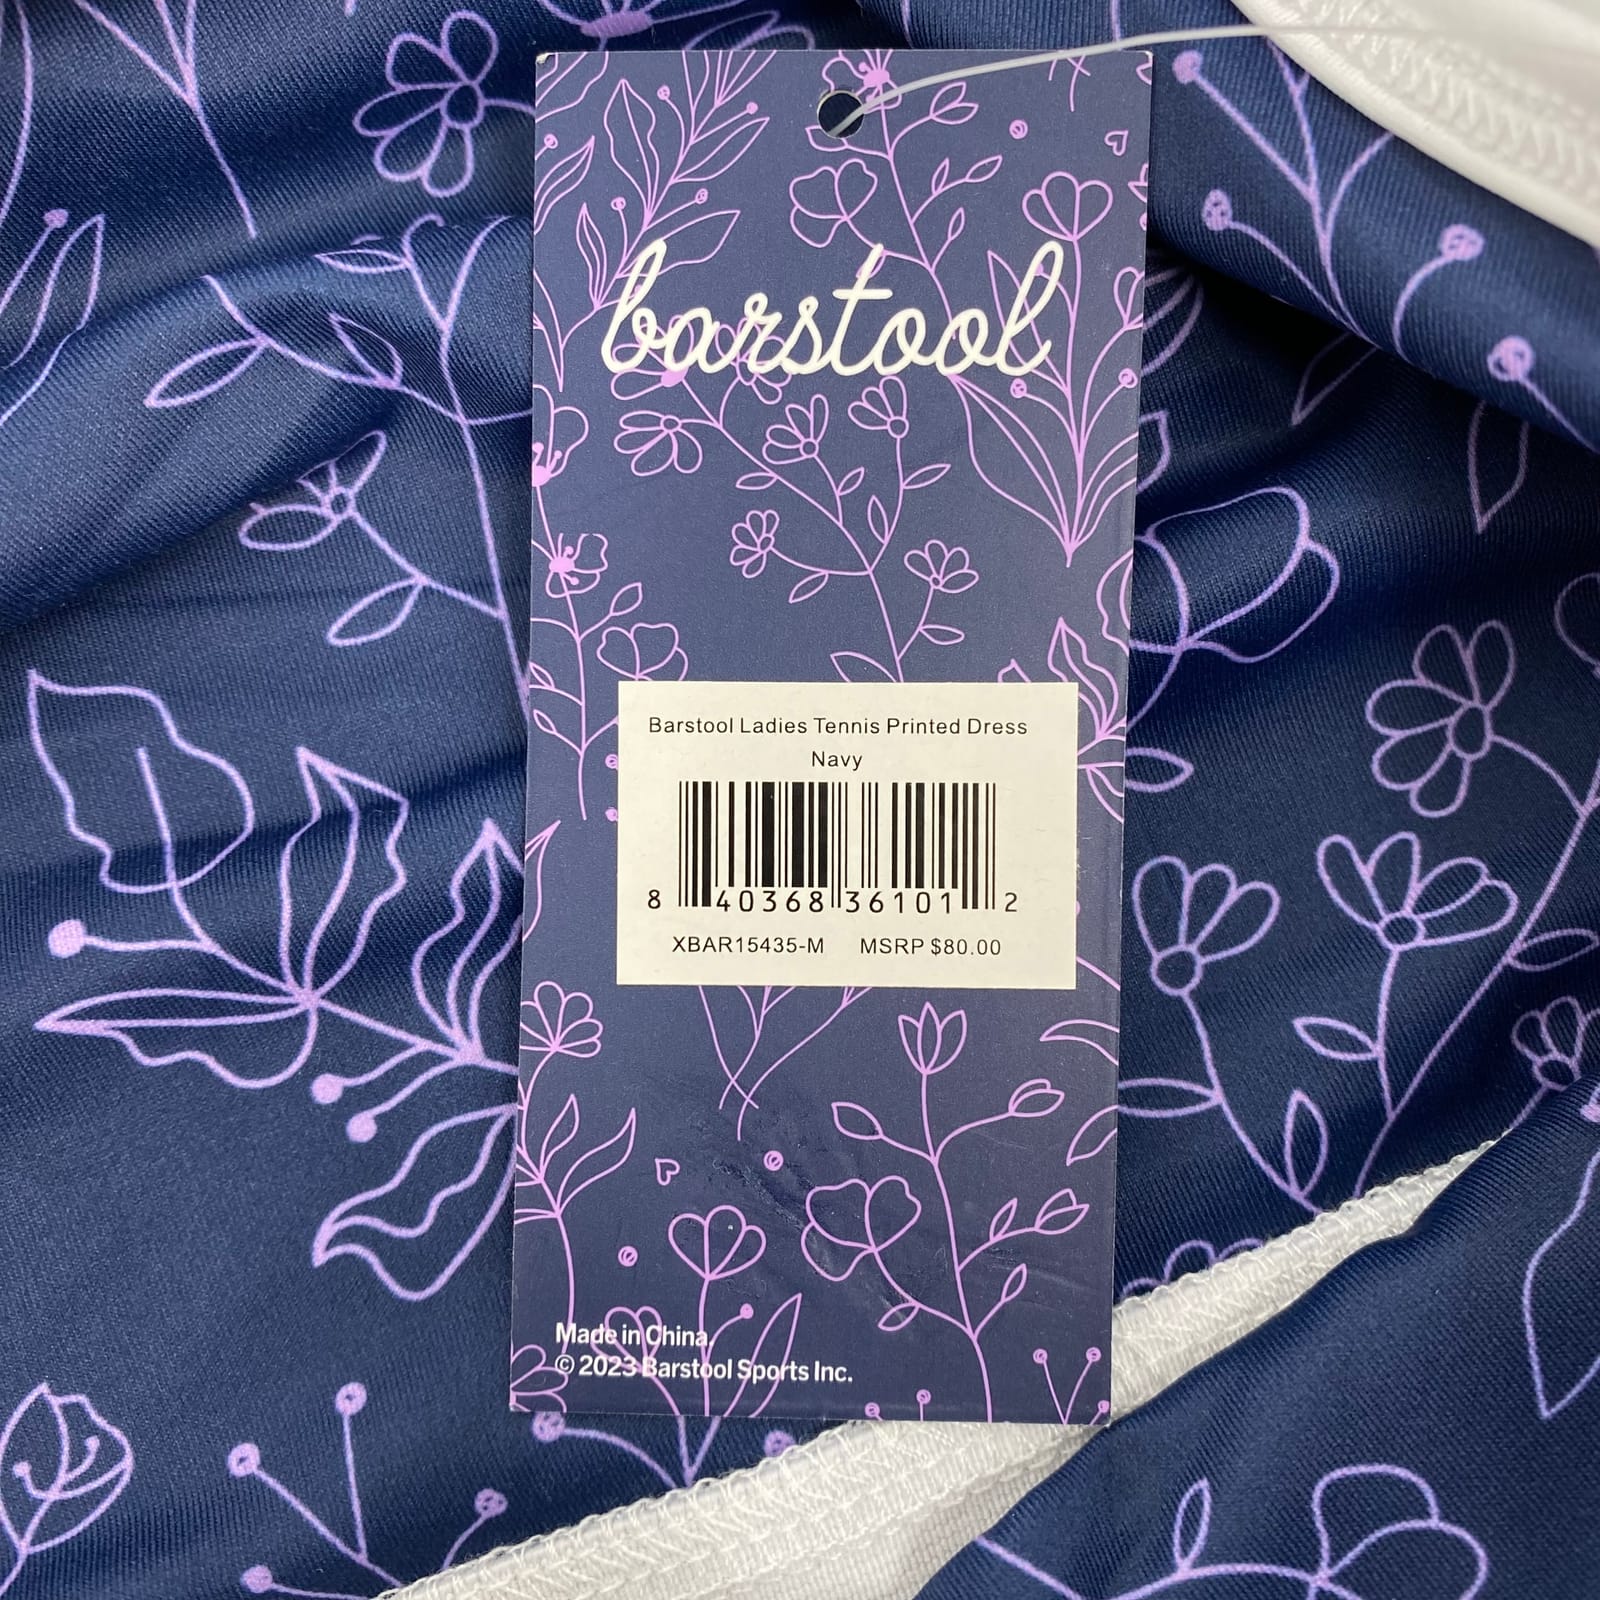 barstool
Barstool Ladies Tennis Printed Dress
Navy
8 40368 36101 2
XBAR15435-M MSRP $80.00
Made in China.
© 2023 Barstool Sports Inc.